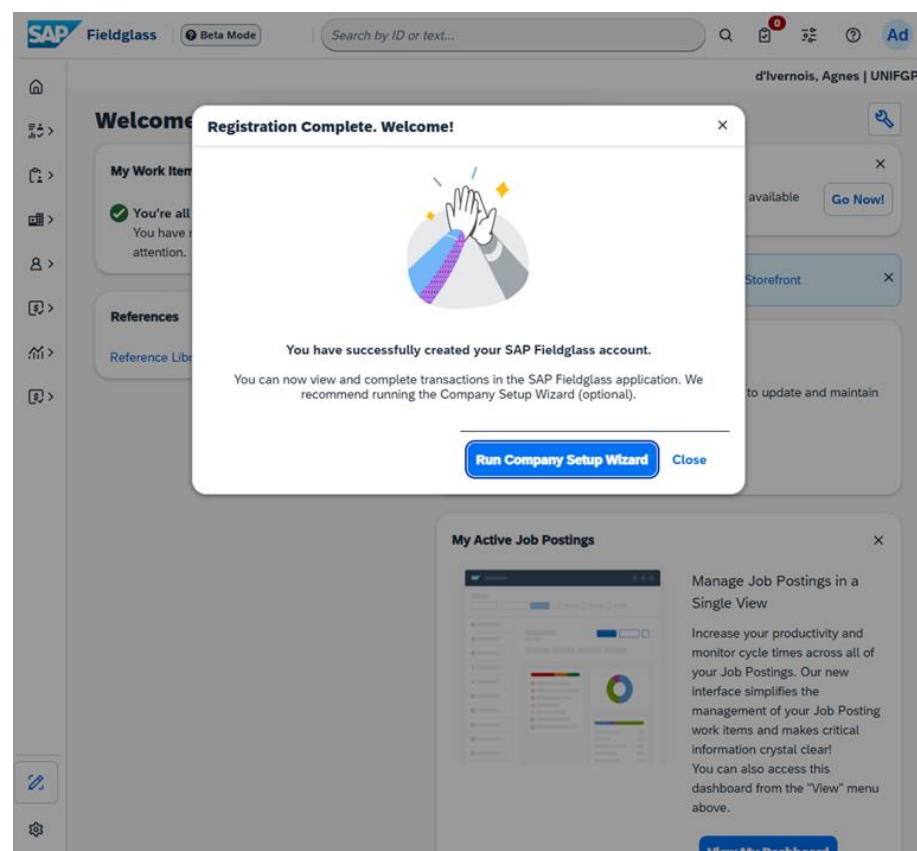 SAP Fieldglass Beta Mode Search by ID or text... 0 Ad
d'Ivernois, Agnes | UNIFGP
Welcome
Registration Complete. Welcome!
My Work Item
You're all
You have
attention.
available
Go Now!
Storefront
References
Reference Libr
You have successfully created your SAP Fieldglass account.
You can now view and complete transactions in the SAP Fieldglass application. We
recommend running the Company Setup Wizard (optional).
to update and maintain
Run Company Setup Wizard Close
My Active Job Postings
Manage Job Postings in a
Single View
Increase your productivity and
monitor cycle times across all of
your Job Postings. Our new
interface simplifies the
management of your Job Posting
work items and makes critical
information crystal clear!
You can also access this
dashboard from the "View" menu
above.
View My Dashboard